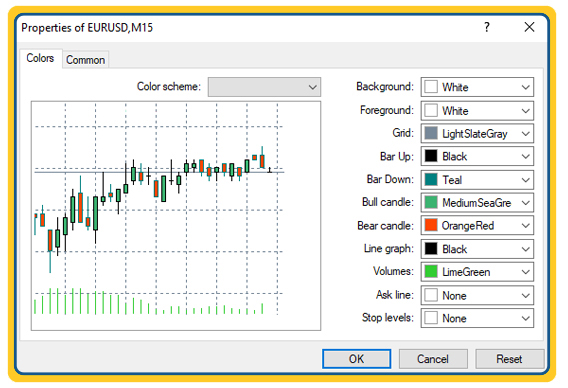 Properties of EURUSD,M15
Colors Common
Color scheme:
Background: White
Foreground: White
Grid: LightSlateGray
Bar Up: Black
Bar Down: Teal
Bull candle: MediumSeaGre
Bear candle: OrangeRed
Line graph: Black
Volumes: LimeGreen
Ask line: None
Stop levels: None
OK Cancel Reset